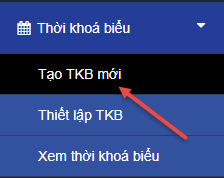 Thời khoá biểu
Tạo TKB mới
Thiết lập TKB
Xem thời khoá biểu